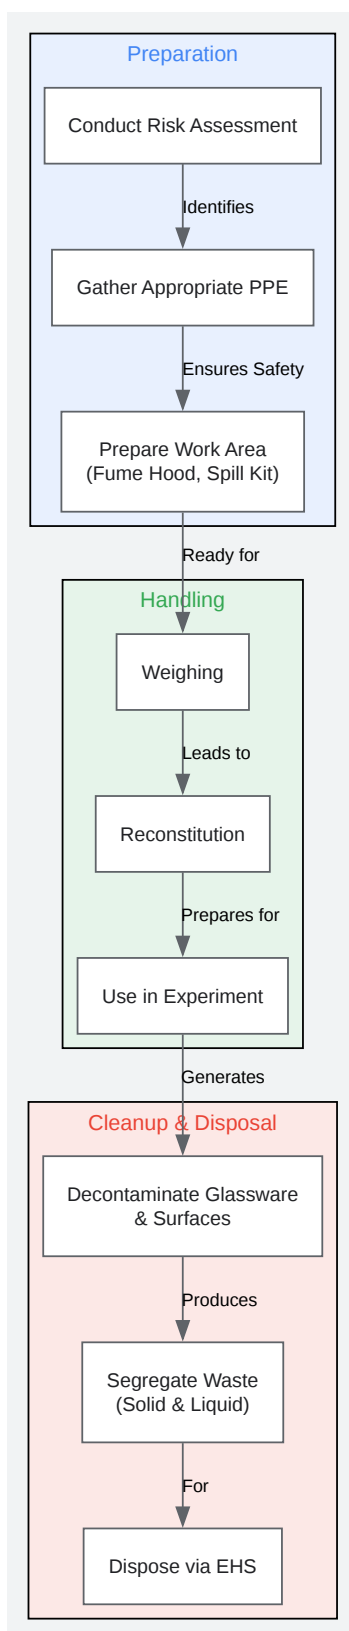 Preparation
Conduct Risk Assessment
Identifies
Gather Appropriate PPE
Ensures Safety
Prepare Work Area
(Fume Hood, Spill Kit)
Ready for
Handling
Weighing
Leads to
Reconstitution
Prepares for
Use in Experiment
Generates
Cleanup & Disposal
Decontaminate Glassware
& Surfaces
Produces
Segregate Waste
(Solid & Liquid)
For
Dispose via EHS